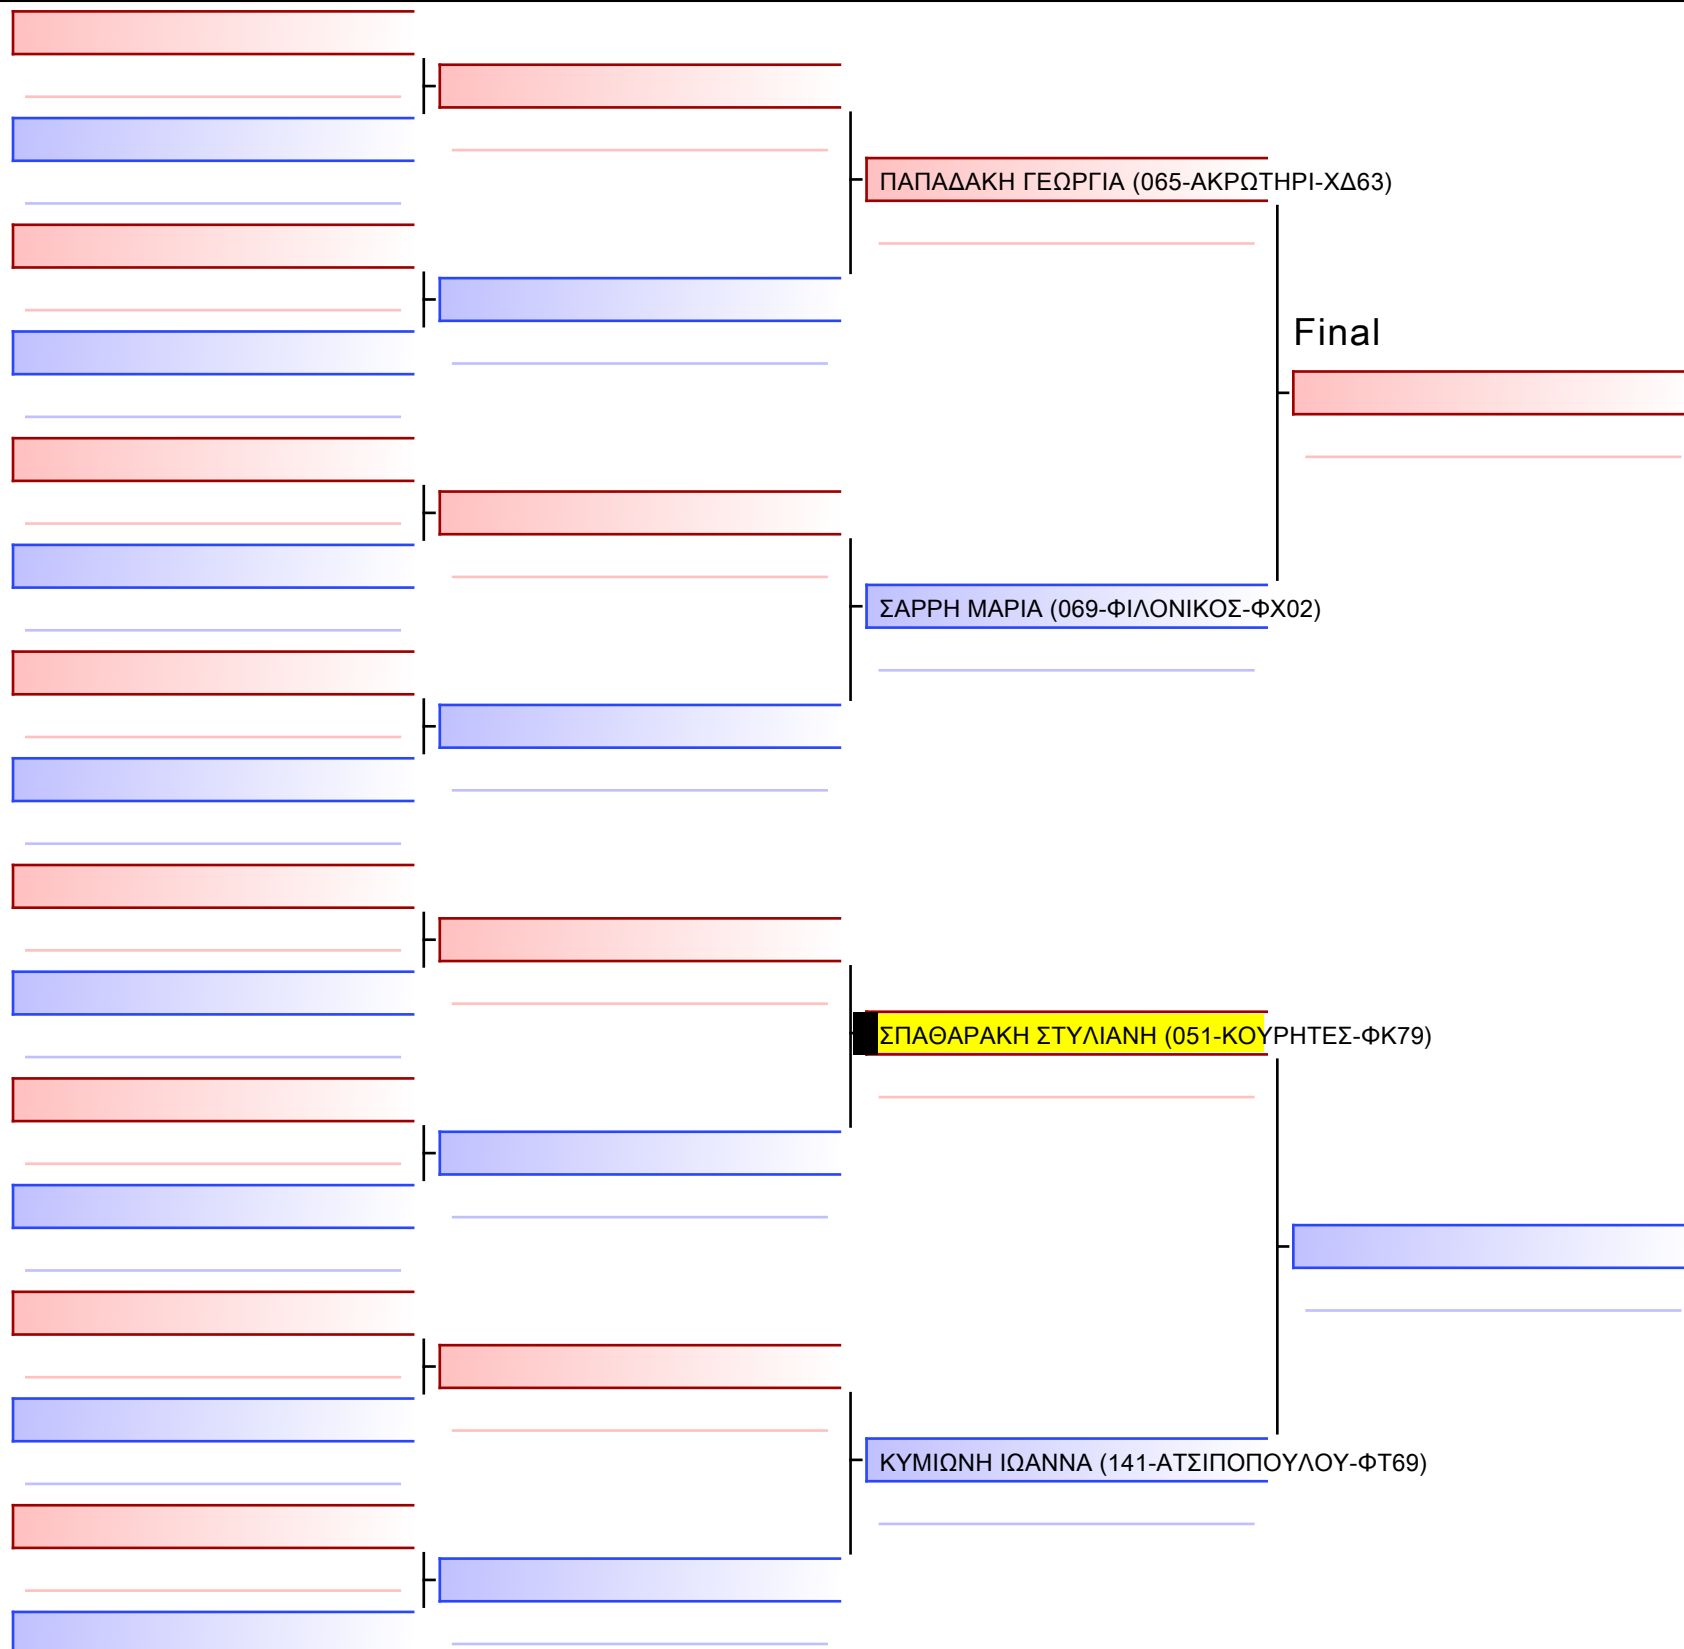 ΠΑΠΑΔΑΚΗ ΓΕΩΡΓΙΑ (065-ΑΚΡΩΤΗΡΙ-ΧΔ63)
Final
ΣΑΡΡΗ ΜΑΡΙΑ (069-ΦΙΛΟΝΙΚΟΣ-ΦΧ02)
ΣΠΑΘΑΡΑΚΗ ΣΤΥΛΙΑΝΗ (051-ΚΟΥΡΗΤΕΣ-ΦΚ79)
ΚΥΜΙΩΝΗ ΙΩΑΝΝΑ (141-ΑΤΣΙΠΟΠΟΥΛΟΥ-ΦΤ69)